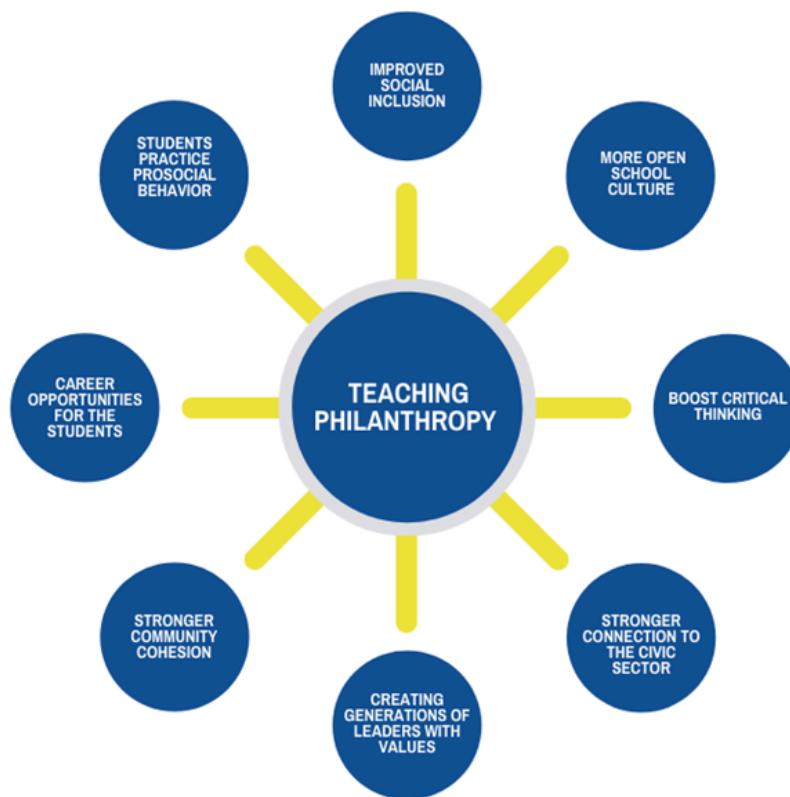 IMPROVED
SOCIAL
INCLUSION
MORE OPEN
SCHOOL
CULTURE
BOOST CRITICAL
THINKING
STRONGER
CONNECTION TO
THE CIVIC
SECTOR
CREATING
GENERATIONS OF
LEADERS WITH
VALUES
STRONGER
COMMUNITY
COHESION
CAREER
OPPORTUNITIES
FOR THE
STUDENTS
STUDENTS
PRACTICE
PROSOCIAL
BEHAVIOR
TEACHING
PHILANTHROPY